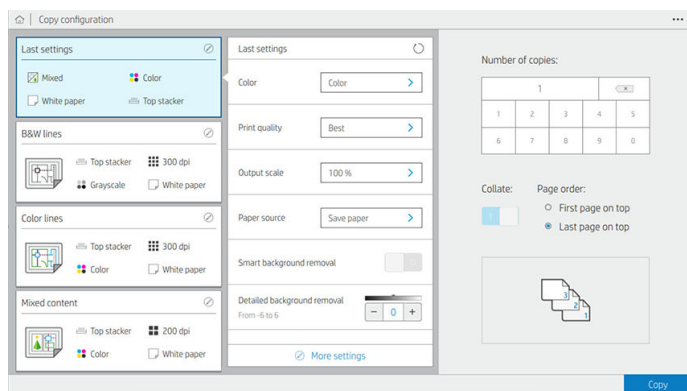 Copy configuration
Last settings
Mixed
Color
White paper
Top stacker
B&W lines
Top stacker
300 dpi
Grayscale
White paper
Color lines
Top stacker
300 dpi
Color
White paper
Mixed content
Top stacker
200 dpi
Color
White paper
Last settings
Color
Color
Print quality
Best
Output scale
100 %
Paper source
Save paper
Smart background removal
Detailed background removal
From -6 to 6
- 0 +
More settings
Number of copies:
1
1 2 3 4 5
6 7 8 9 0
Collate:
Page order:
First page on top
Last page on top
3
2
1
Copy